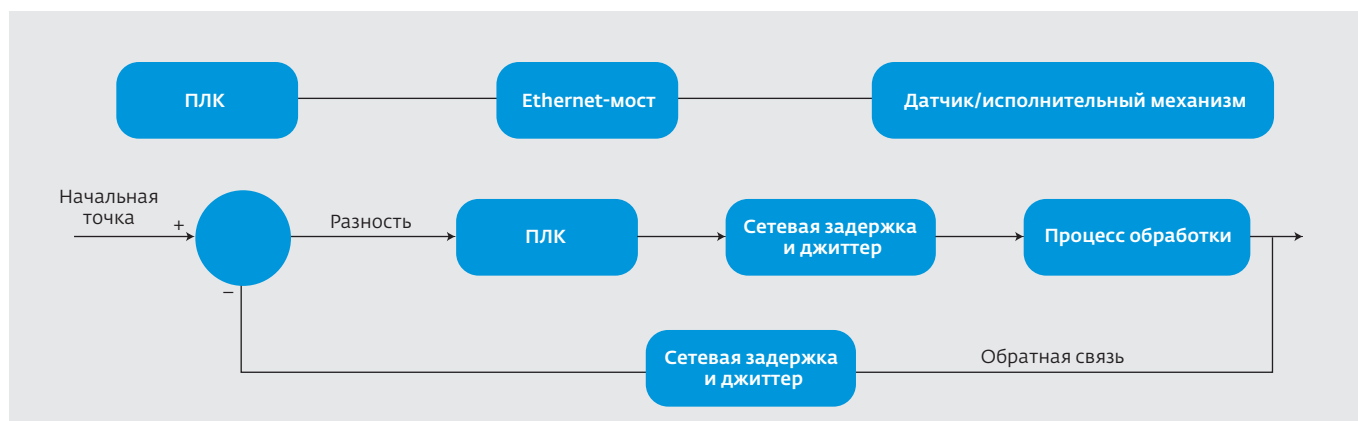 ПЛК
Ethernet-мост
Датчик/исполнительный механизм
Начальная
точка
+
Разность
ПЛК
Сетевая задержка
и джиттер
Процесс обработки
–
Сетевая задержка
и джиттер
Обратная связь